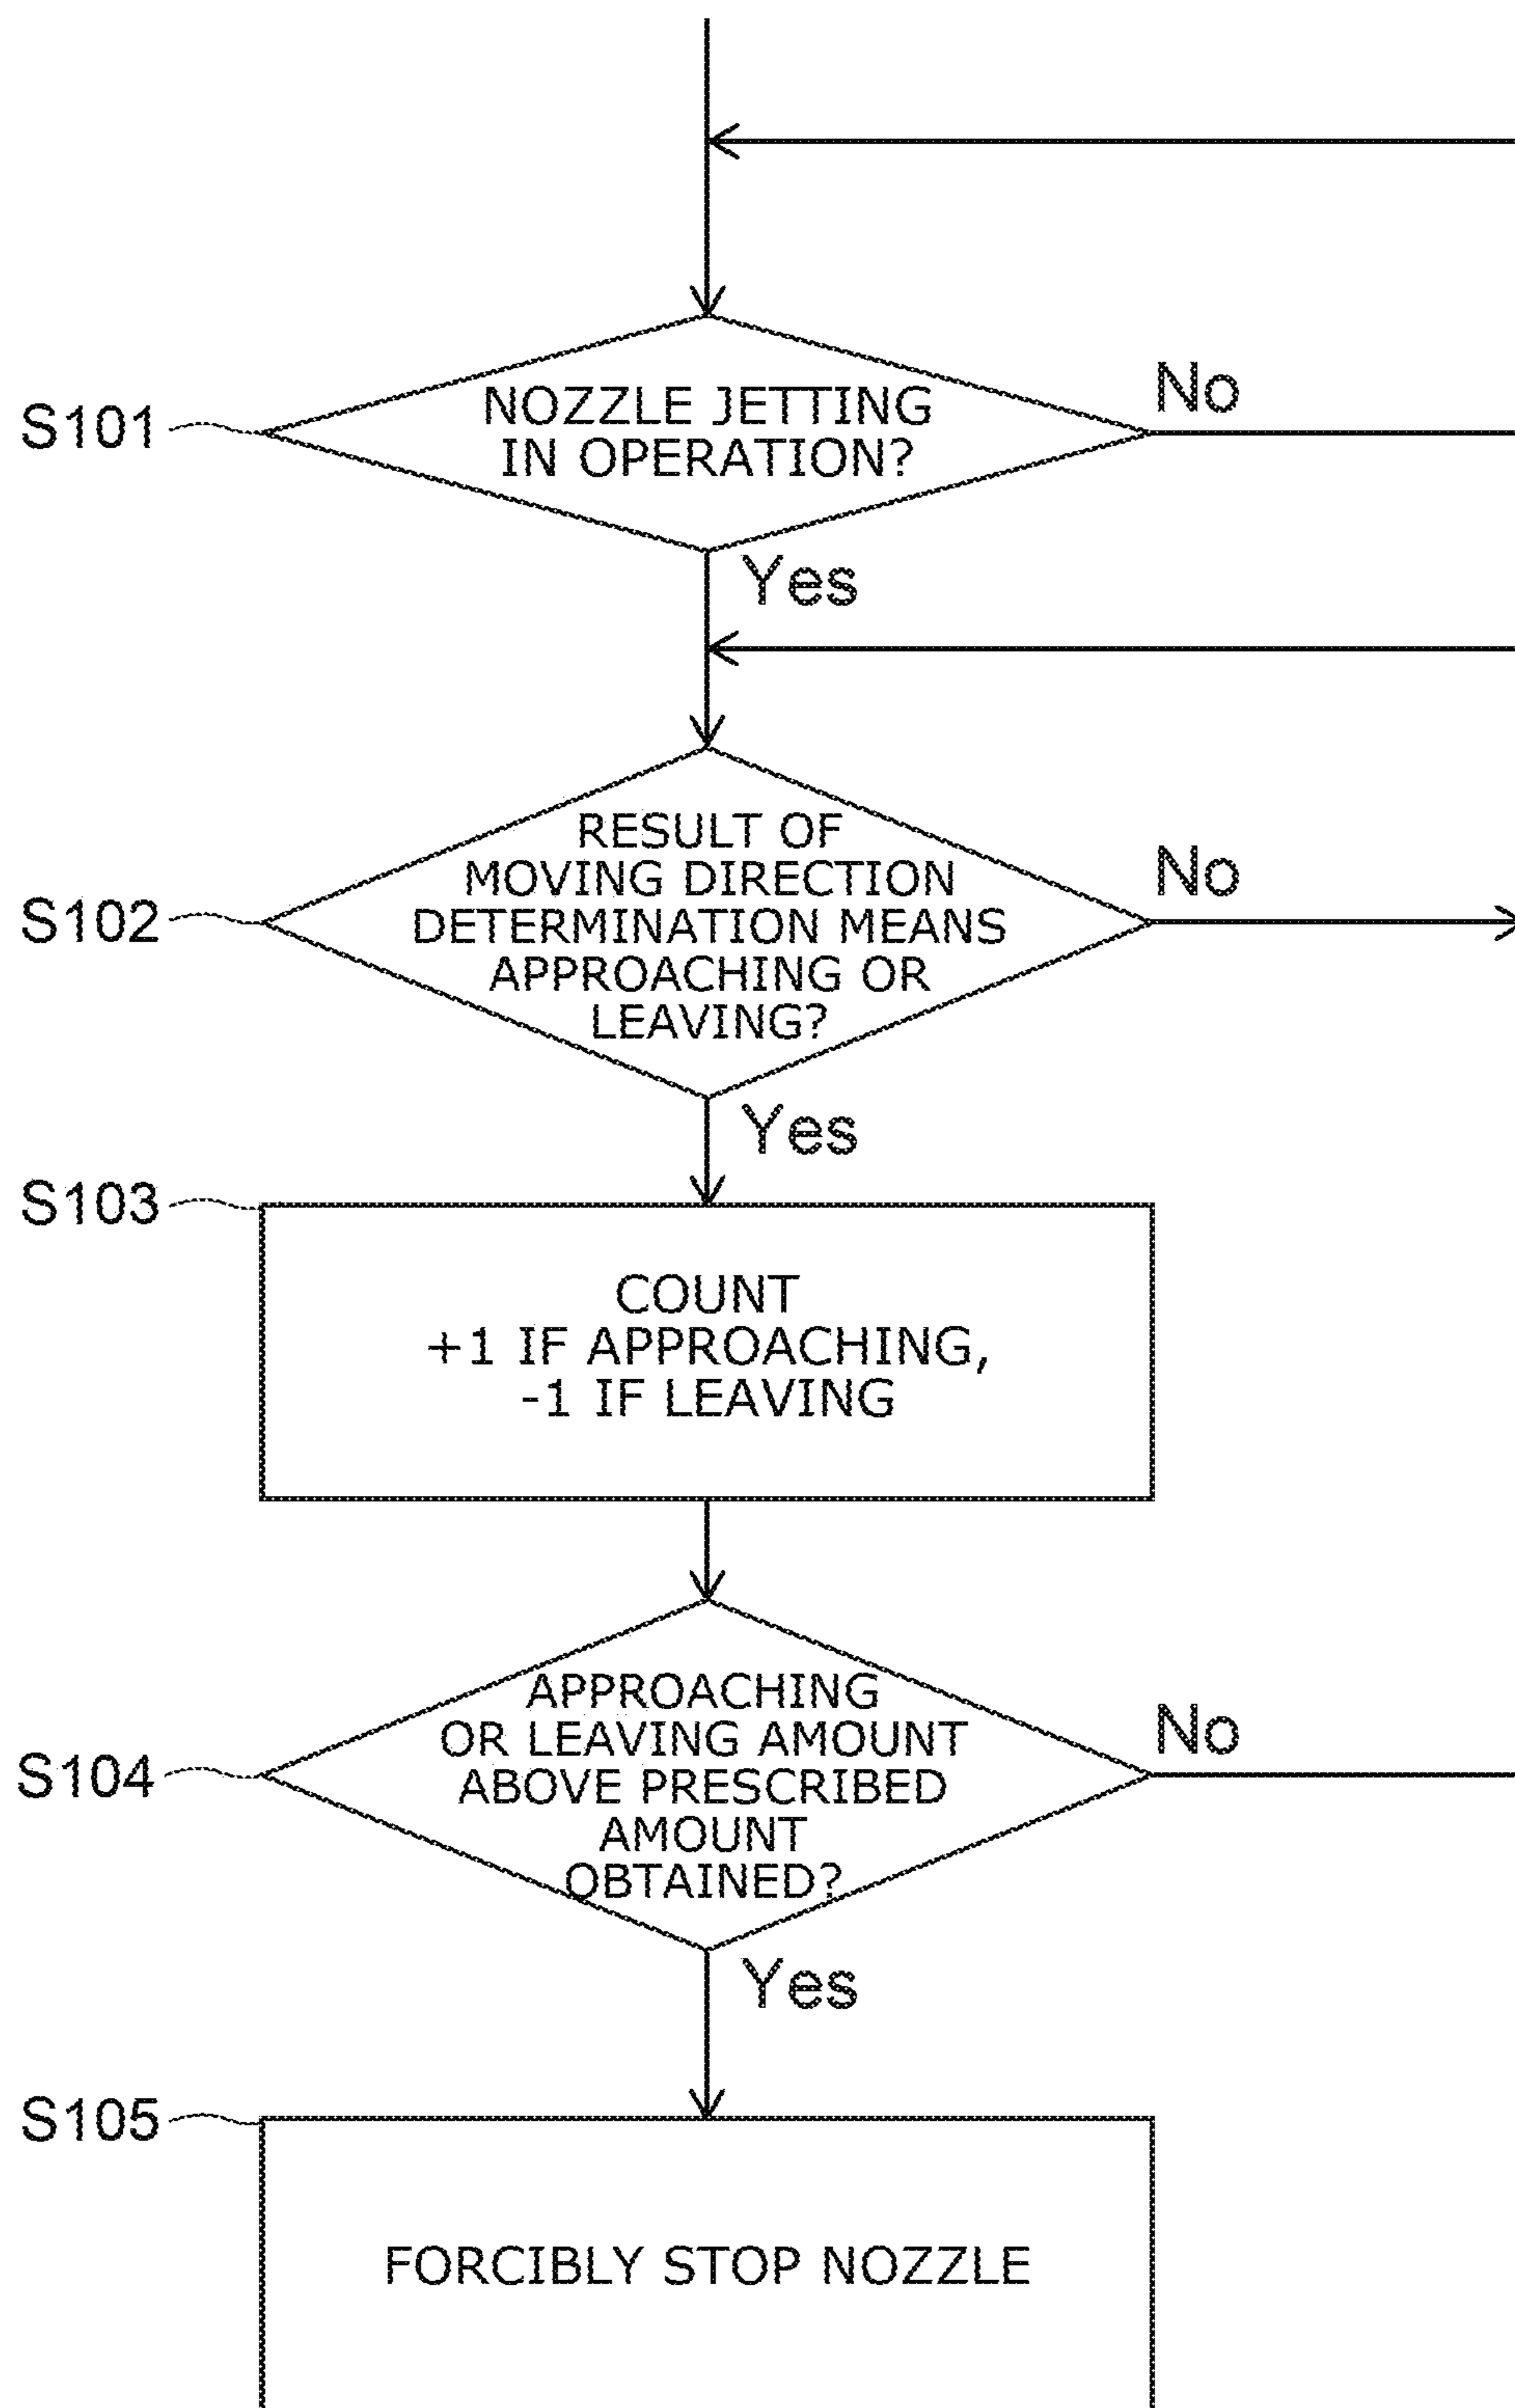 S101
NOZZLE JETTING
IN OPERATION?
No
Yes
S102
RESULT OF
MOVING DIRECTION
DETERMINATION MEANS
APPROACHING OR
LEAVING?
No
Yes
S103
COUNT
+1 IF APPROACHING,
-1 IF LEAVING
S104
APPROACHING
OR LEAVING AMOUNT
ABOVE PRESCRIBED
AMOUNT
OBTAINED?
No
Yes
S105
FORCIBLY STOP NOZZLE